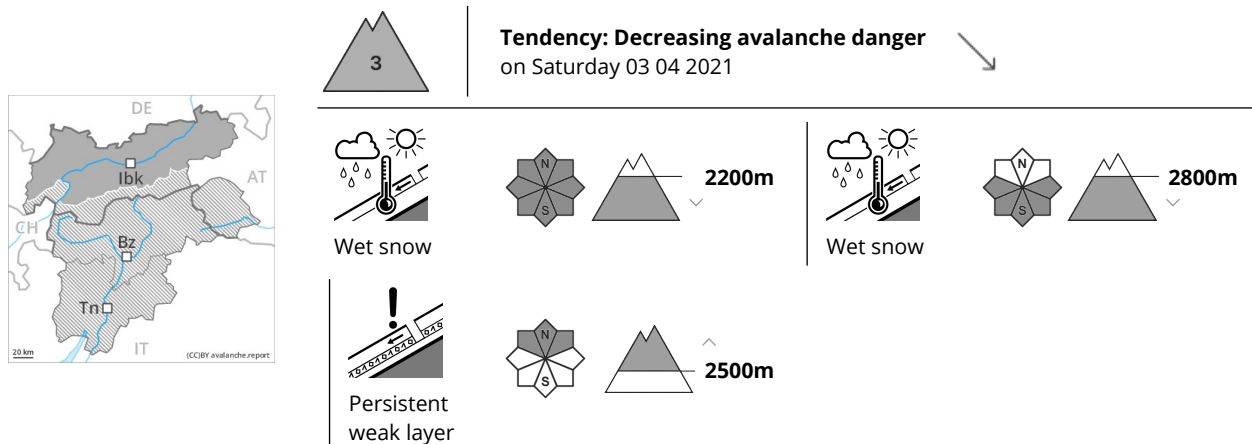 3
Tendency: Decreasing avalanche danger
on Saturday 03 04 2021
DE
Ibk
AT
CH
Bz
Tn
IT
20 km
(CC)BY avalanche.report
N
S
2200m
Wet snow
N
S
2800m
Wet snow
N
S
2500m
Persistent
weak layer